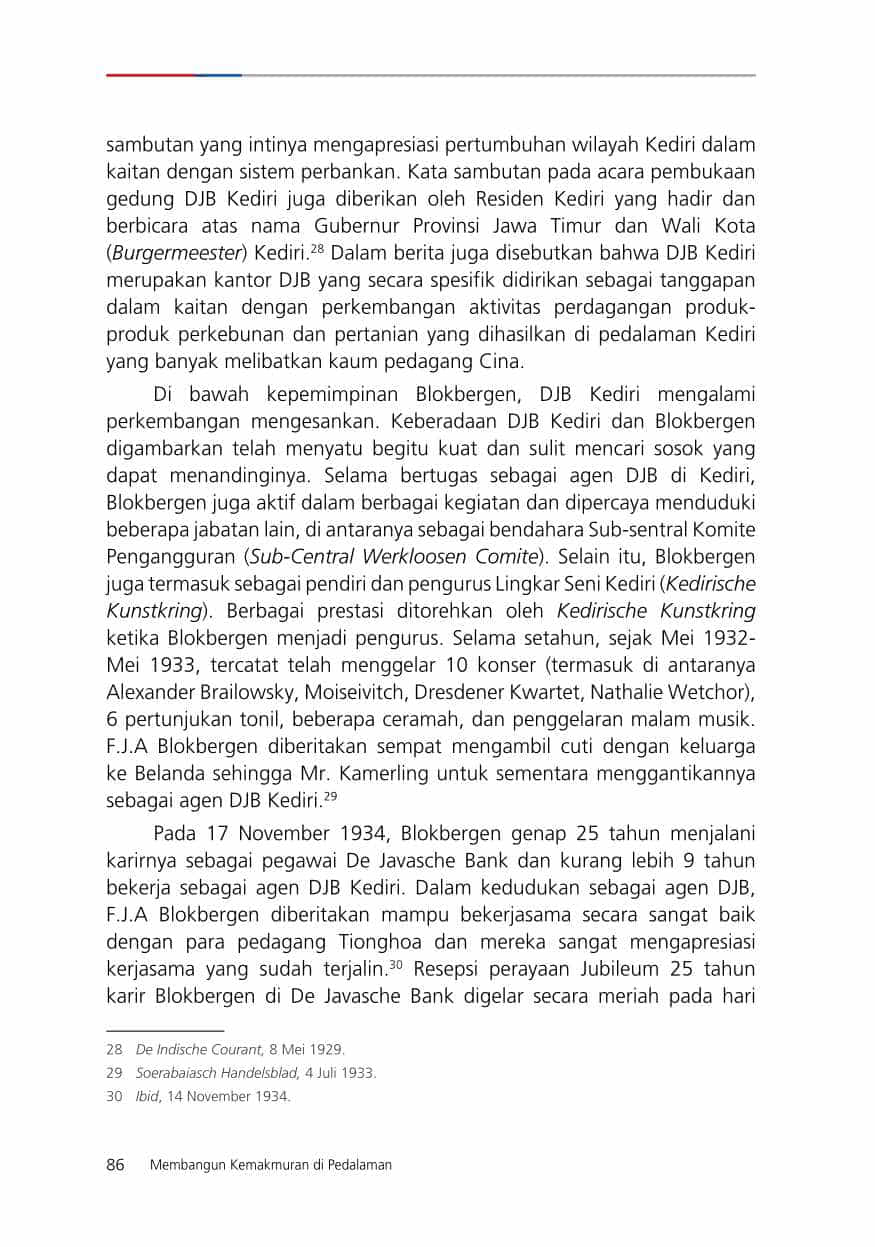 sambutan yang intinya mengapresiasi pertumbuhan wilayah Kediri dalam
kaitan dengan sistem perbankan. Kata sambutan pada acara pembukaan
gedung DJB Kediri juga diberikan oleh Residen Kediri yang hadir dan
berbicara atas nama Gubernur Provinsi Jawa Timur dan Wali Kota
(Burgermeester) Kediri.28 Dalam berita juga disebutkan bahwa DJB Kediri
merupakan kantor DJB yang secara spesifik didirikan sebagai tanggapan
dalam kaitan dengan perkembangan aktivitas perdagangan produk-
produk perkebunan dan pertanian yang dihasilkan di pedalaman Kediri
yang banyak melibatkan kaum pedagang Cina.
Di bawah kepemimpinan Blokbergen, DJB Kediri mengalami
perkembangan mengesankan. Keberadaan DJB Kediri dan Blokbergen
digambarkan telah menyatu begitu kuat dan sulit mencari sosok yang
dapat menandinginya. Selama bertugas sebagai agen DJB di Kediri,
Blokbergen juga aktif dalam berbagai kegiatan dan dipercaya menduduki
beberapa jabatan lain, di antaranya sebagai bendahara Sub-sentral Komite
Pengangguran (Sub-Central Werkloosen Comite). Selain itu, Blokbergen
juga termasuk sebagai pendiri dan pengurus Lingkar Seni Kediri (Kedirische
Kunstkring). Berbagai prestasi ditorehkan oleh Kedirische Kunstkring
ketika Blokbergen menjadi pengurus. Selama setahun, sejak Mei 1932-
Mei 1933, tercatat telah menggelar 10 konser (termasuk di antaranya
Alexander Brailowsky, Moiseivitch, Dresdener Kwartet, Nathalie Wetchor),
6 pertunjukan tonil, beberapa ceramah, dan penggelaran malam musik.
F.J.A Blokbergen diberitakan sempat mengambil cuti dengan keluarga
ke Belanda sehingga Mr. Kamerling untuk sementara menggantikannya
sebagai agen DJB Kediri.29
Pada 17 November 1934, Blokbergen genap 25 tahun menjalani
karirnya sebagai pegawai De Javasche Bank dan kurang lebih 9 tahun
bekerja sebagai agen DJB Kediri. Dalam kedudukan sebagai agen DJB,
F.J.A Blokbergen diberitakan mampu bekerjasama secara sangat baik
dengan para pedagang Tionghoa dan mereka sangat mengapresiasi
kerjasama yang sudah terjalin.30 Resepsi perayaan Jubileum 25 tahun
karir Blokbergen di De Javasche Bank digelar secara meriah pada hari
28 De Indische Courant, 8 Mei 1929.
29 Soerabaiasch Handelsblad, 4 Juli 1933.
30 Ibid, 14 November 1934.
86 Membangun Kemakmuran di Pedalaman